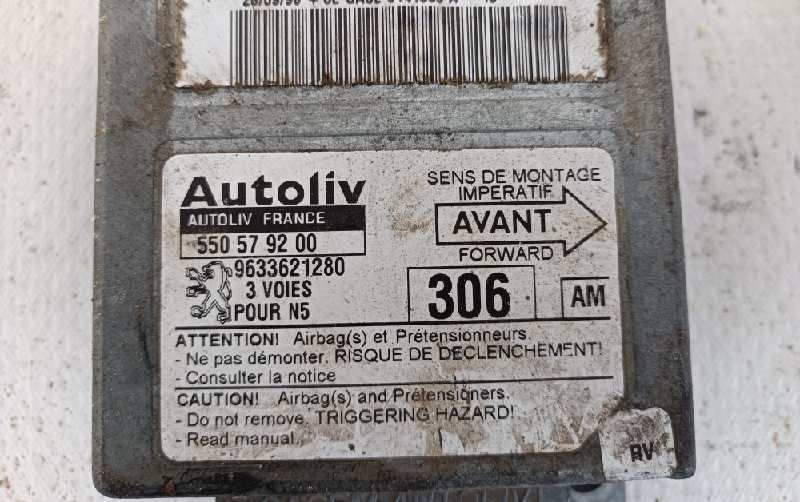 Autoliv
AUTOLIV FRANCE
550 57 92 00
9633621280
3 VOIES
POUR N5
SENS DE MONTAGE
IMPERATIF
AVANT
FORWARD
306
AM
ATTENTION! Airbag(s) et Prétensionneurs.
- Ne pas démonter. RISQUE DE DECLENCHEMENT!
- Consulter la notice
CAUTION! Airbag(s) and Prétensioners.
- Do not remove. TRIGGERING HAZARD!
- Read manual.
RV